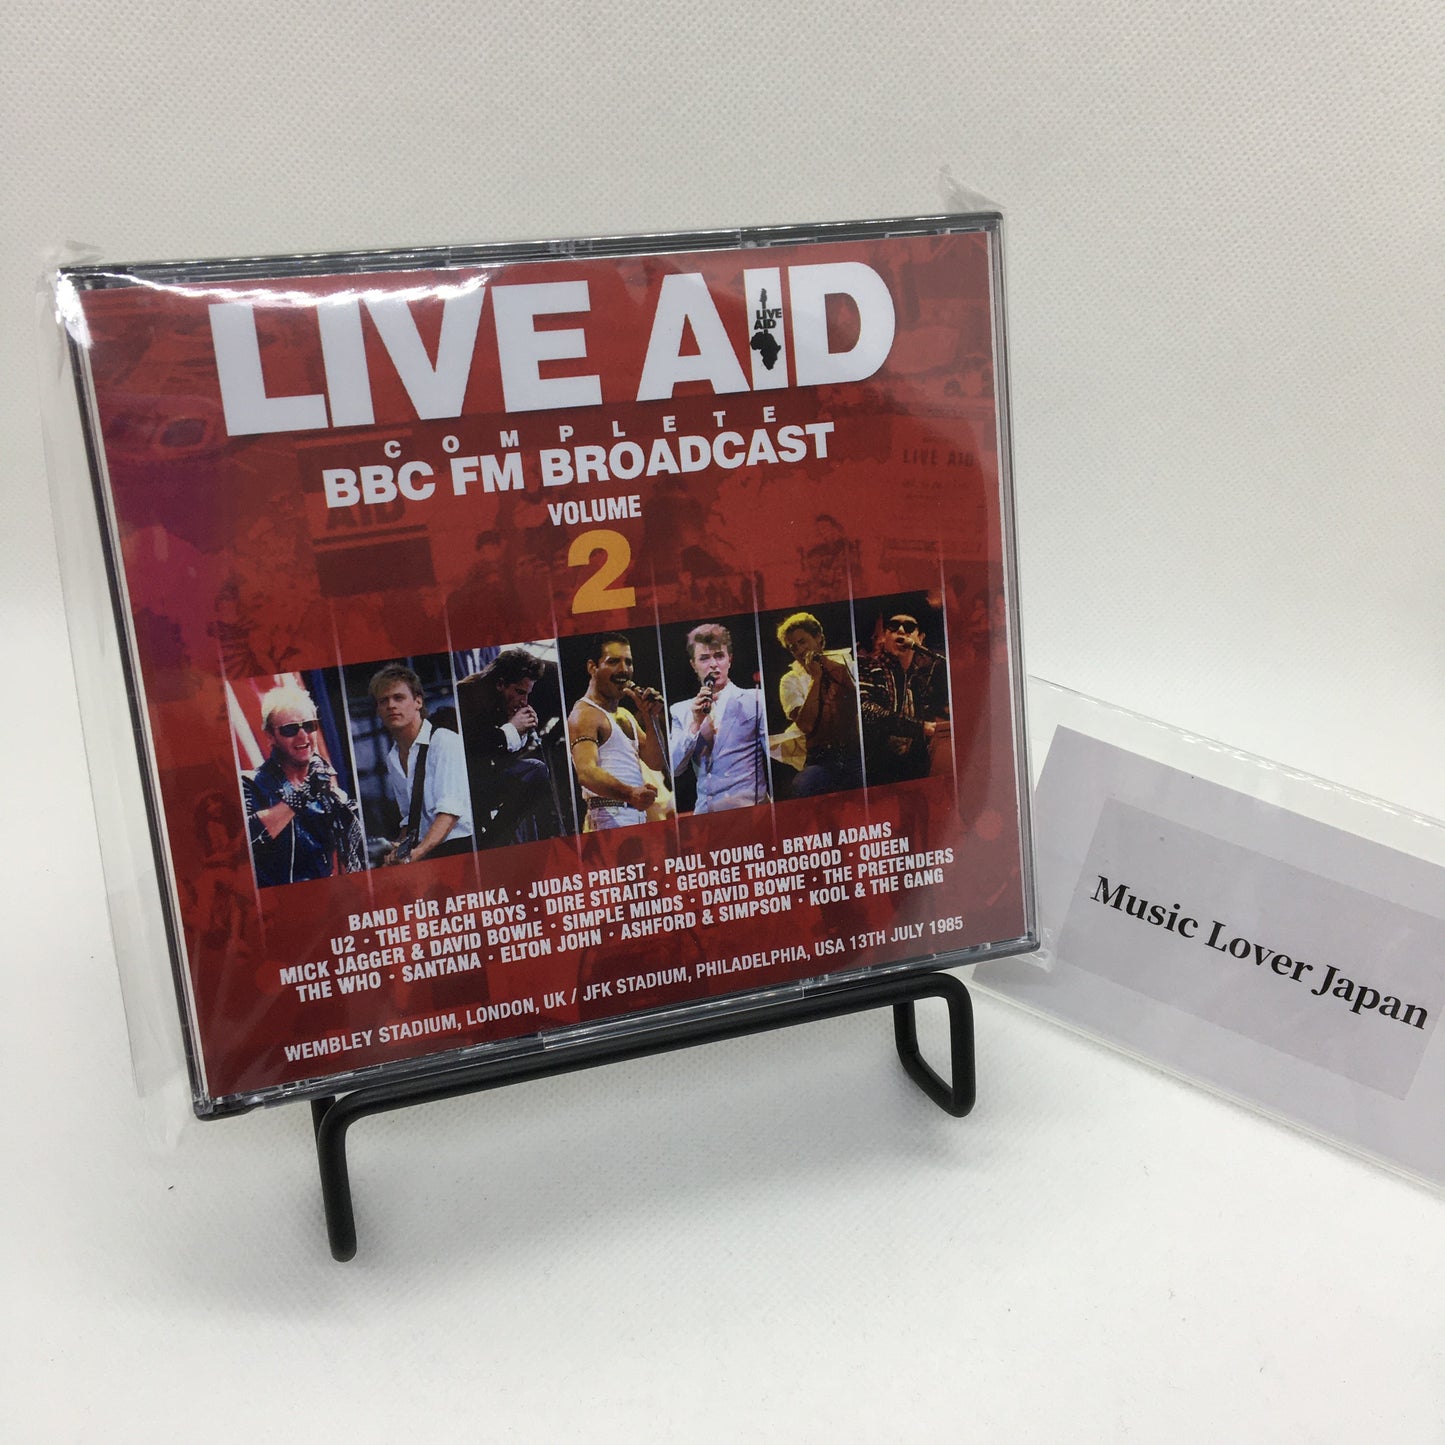 LIVE AID
LIVE
AID
COMPLETE
BBC FM BROADCAST
VOLUME
2
LIVE AID
AID
BAND FÜR AFRIKA · JUDAS PRIEST · PAUL YOUNG · BRYAN ADAMS
U2 · THE BEACH BOYS · DIRE STRAITS · GEORGE THOROGOOD · QUEEN
MICK JAGGER & DAVID BOWIE · SIMPLE MINDS · DAVID BOWIE · THE PRETENDERS
THE WHO · SANTANA · ELTON JOHN · ASHFORD & SIMPSON · KOOL & THE GANG
WEMBLEY STADIUM, LONDON, UK / JFK STADIUM, PHILADELPHIA, USA 13TH JULY 1985
Music Lover Japan